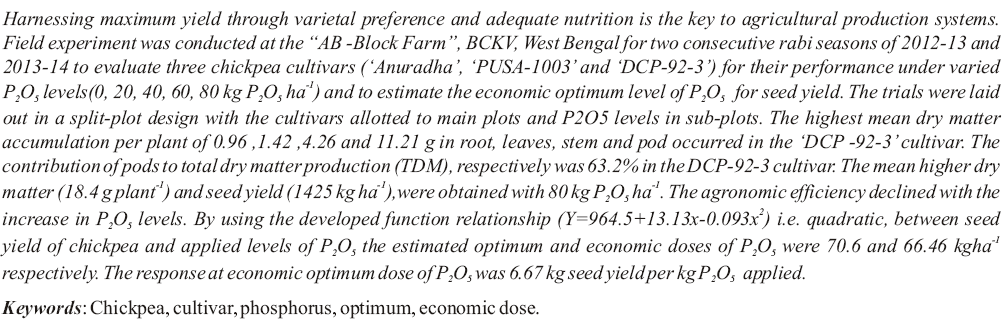 Harnessing maximum yield through varietal preference and adequate nutrition is the key to agricultural production systems.
Field experiment was conducted at the “AB -Block Farm”, BCKV, West Bengal for two consecutive rabi seasons of 2012-13 and
2013-14 to evaluate three chickpea cultivars (‘Anuradha’, ‘PUSA-1003’ and ‘DCP-92-3’) for their performance under varied
P₂O₅ levels(0, 20, 40, 60, 80 kg P₂O₅ ha⁻¹) and to estimate the economic optimum level of P₂O₅ for seed yield. The trials were laid
out in a split-plot design with the cultivars allotted to main plots and P2O5 levels in sub-plots. The highest mean dry matter
accumulation per plant of 0.96 ,1.42 ,4.26 and 11.21 g in root, leaves, stem and pod occurred in the ‘DCP -92-3’ cultivar. The
contribution of pods to total dry matter production (TDM), respectively was 63.2% in the DCP-92-3 cultivar. The mean higher dry
matter (18.4 g plant⁻¹) and seed yield (1425 kg ha⁻¹),were obtained with 80 kg P₂O₅ ha⁻¹. The agronomic efficiency declined with the
increase in P₂O₅ levels. By using the developed function relationship (Y=964.5+13.13x-0.093x²) i.e. quadratic, between seed
yield of chickpea and applied levels of P₂O₅ the estimated optimum and economic doses of P₂O₅ were 70.6 and 66.46 kgha⁻¹
respectively. The response at economic optimum dose of P₂O₅ was 6.67 kg seed yield per kg P₂O₅ applied.
Keywords: Chickpea, cultivar, phosphorus, optimum, economic dose.